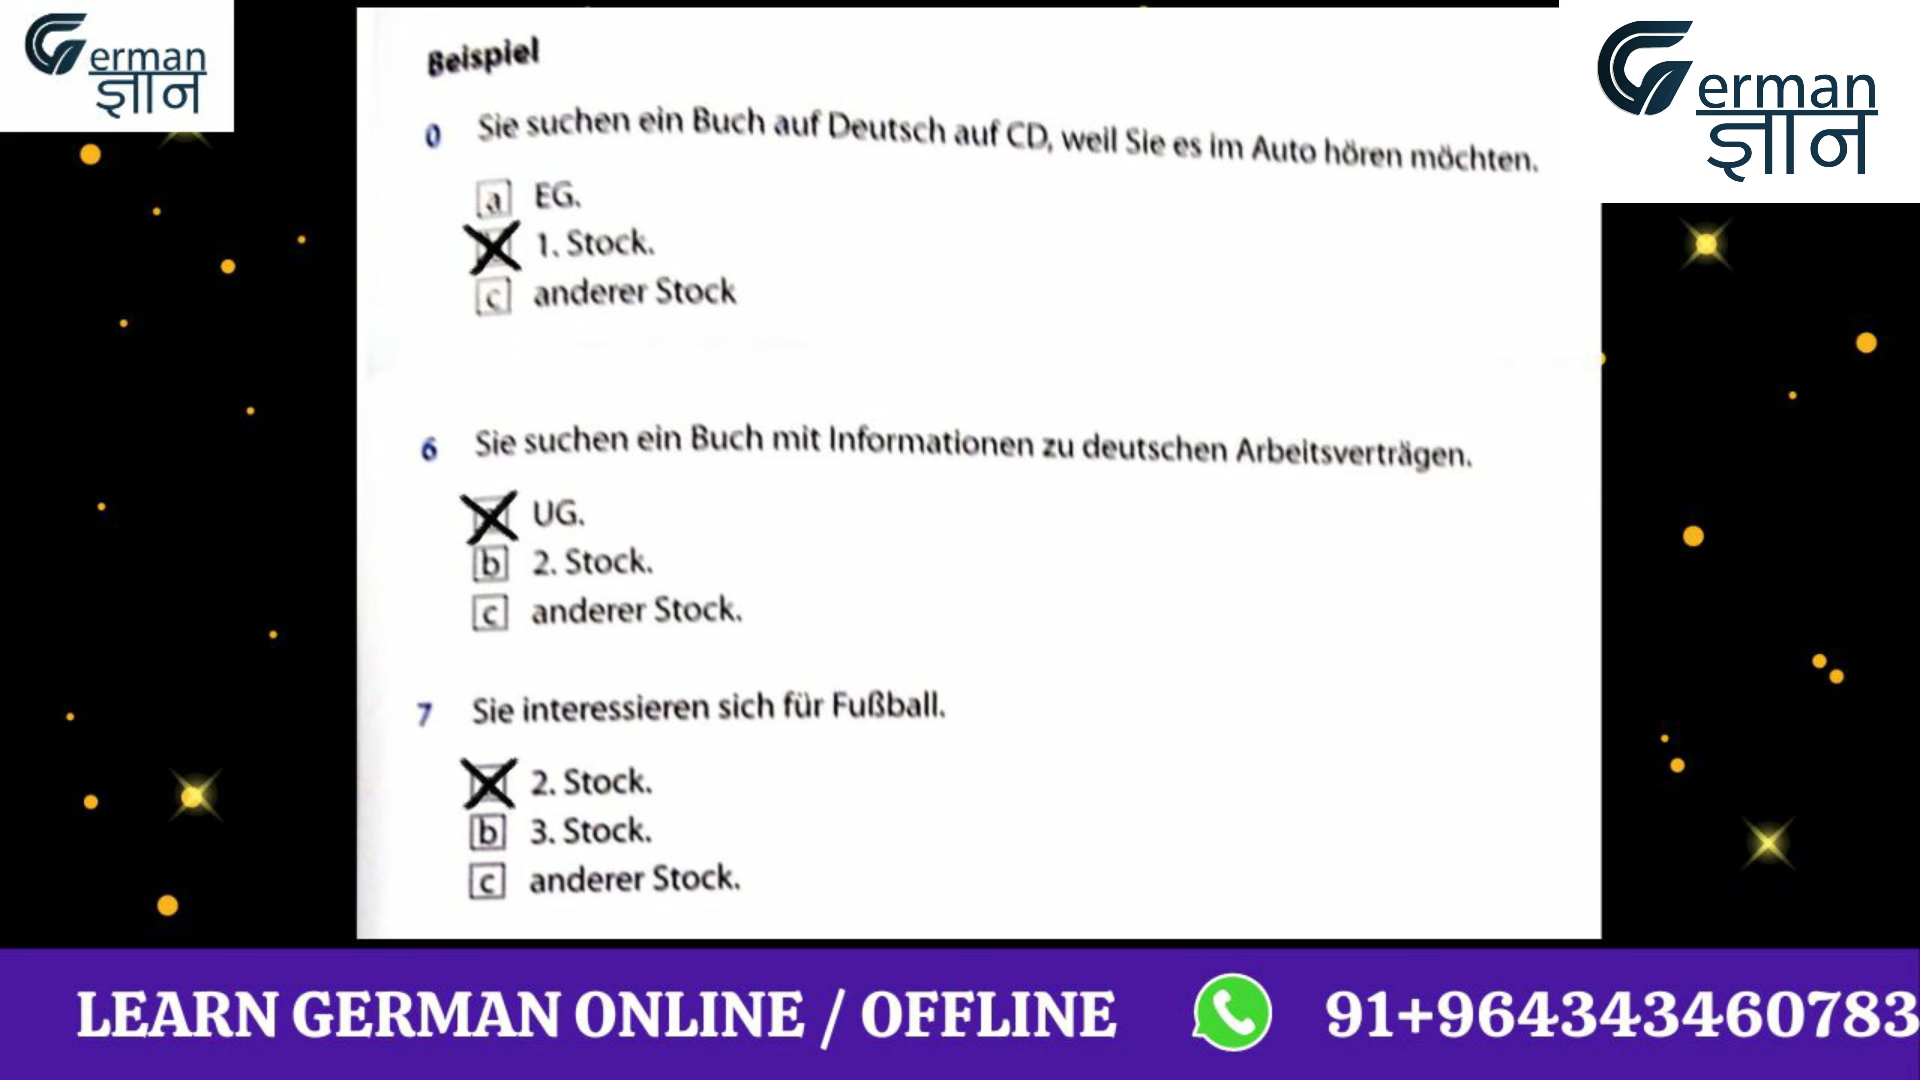 German
ज्ञान
German
ज्ञान
Beispiel
0 Sie suchen ein Buch auf Deutsch auf CD, weil Sie es im Auto hören möchten.
a EG.
1. Stock.
c anderer Stock
6 Sie suchen ein Buch mit Informationen zu deutschen Arbeitsverträgen.
UG.
b 2. Stock.
c anderer Stock.
7 Sie interessieren sich für Fußball.
2. Stock.
b 3. Stock.
c anderer Stock.
LEARN GERMAN ONLINE / OFFLINE 91+964343460783